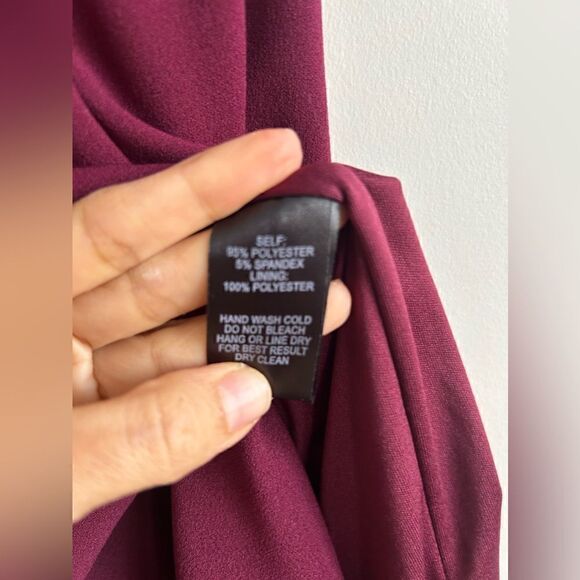 SELF:
95% POLYESTER
5% SPANDEX
LINING:
100% POLYESTER
HAND WASH COLD
DO NOT BLEACH
HANG OR LINE DRY
FOR BEST RESULT
DRY CLEAN